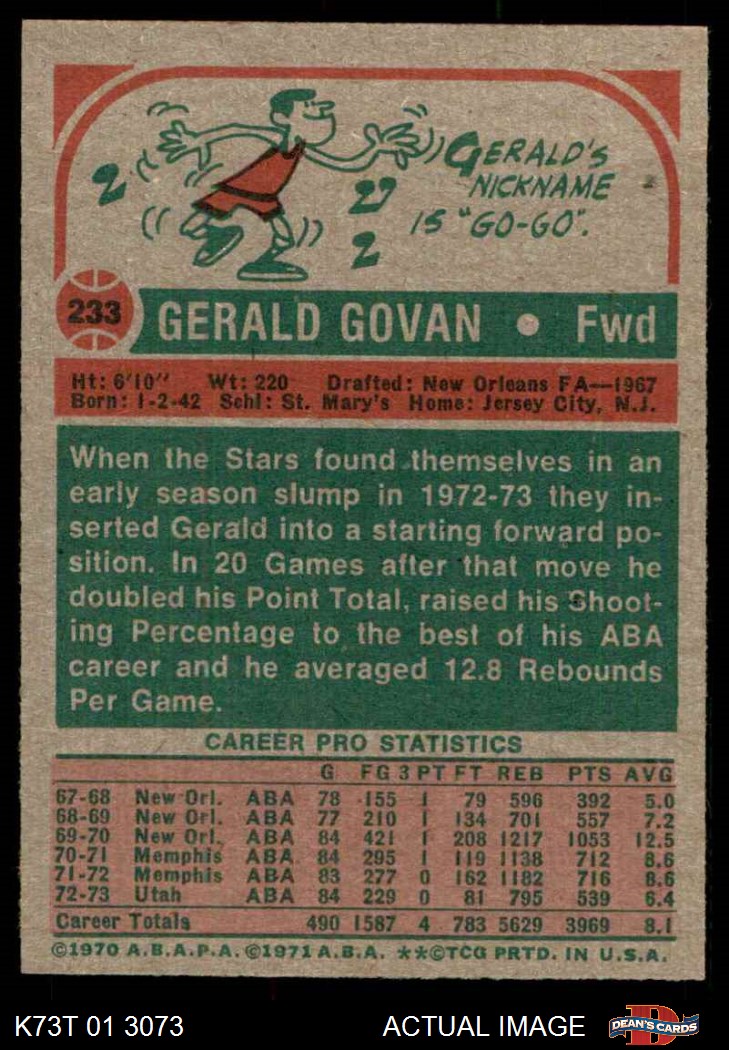 GERALD'S
NICKNAME
IS "GO-GO".
233
GERALD GOVAN • Fwd
Ht: 6'10" Wt: 220 Drafted: New Orleans FA—1967
Born: 1-2-42 Schl: St. Mary's Home: Jersey City, N.J.
When the Stars found themselves in an
early season slump in 1972-73 they in-
serted Gerald into a starting forward po-
sition. In 20 Games after that move he
doubled his Point Total, raised his Shoot-
ing Percentage to the best of his ABA
career and he averaged 12.8 Rebounds
Per Game.
CAREER PRO STATISTICS
G FG 3 PT FT REB PTS AVG
67-68 New Orl. ABA 78 155 1 79 596 392 5.0
68-69 New Orl. ABA 77 210 1 134 701 557 7.2
69-70 New Orl. ABA 84 421 1 208 1217 1053 12.5
70-71 Memphis ABA 84 295 1 119 1138 712 8.6
71-72 Memphis ABA 83 277 0 162 1182 716 8.6
72-73 Utah ABA 84 229 0 81 795 539 6.4
Career Totals 490 1587 4 783 5629 3969 8.1
©1970 A.B.A.P.A. ©1971 A.B.A. **©TCG PRTD. IN U.S.A.
K73T 01 3073 ACTUAL IMAGE DEAN'S CARDS